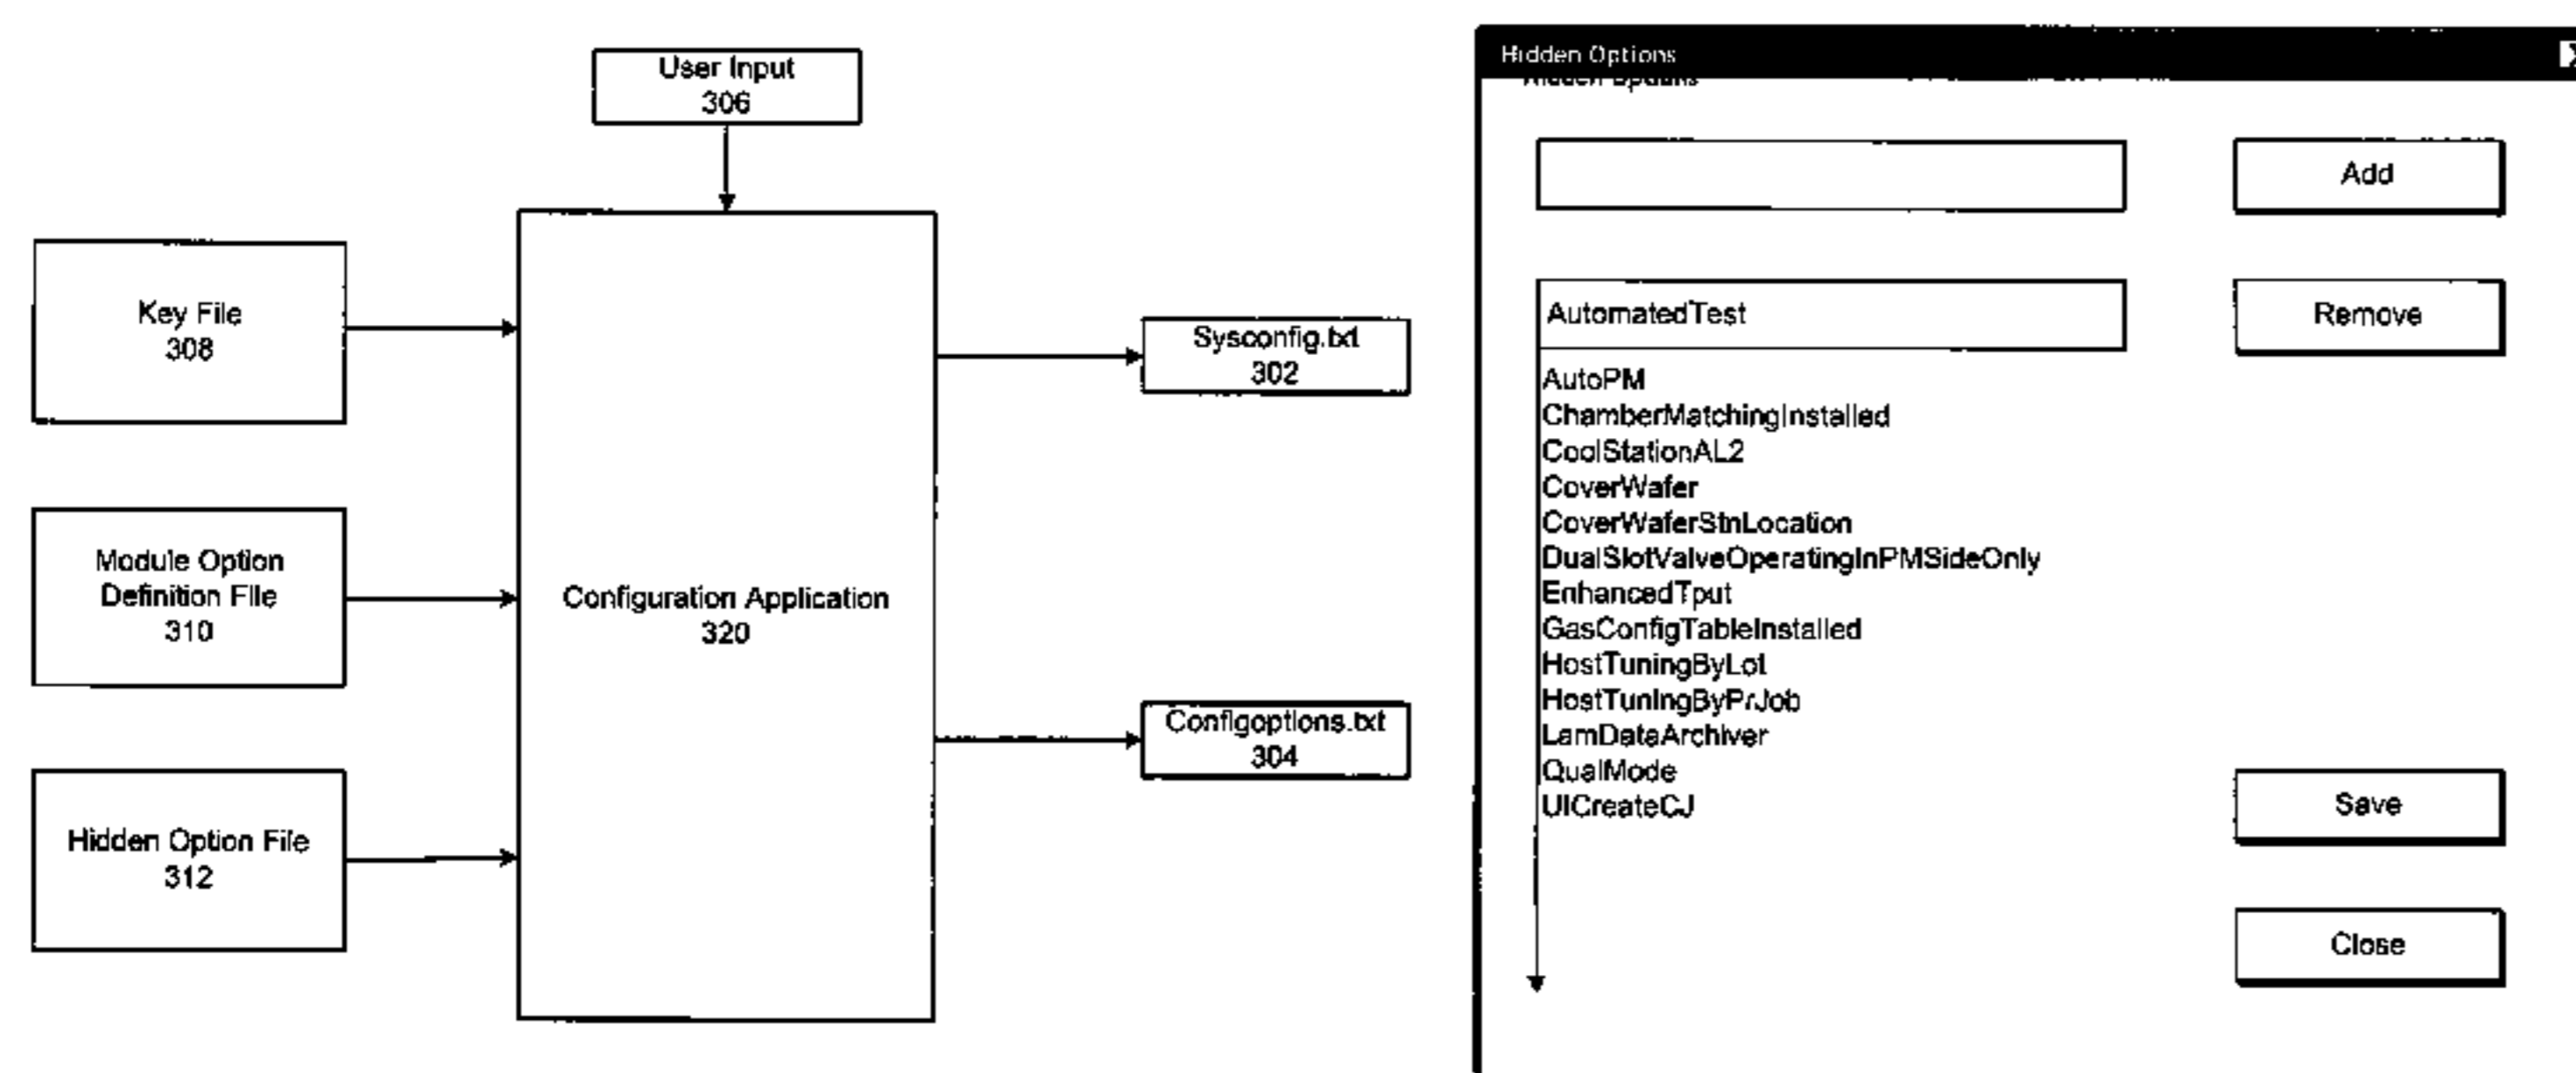 User Input
306
Key File
308
Module Option
Definition File
310
Hidden Option File
312
Configuration Application
320
Sysconfig.txt
302
Configoptions.txt
304
Hidden Options
Hidden Options
Add
AutomatedTest
Remove
AutoPM
ChamberMatchingInstalled
CoolStationAL2
CoverWafer
CoverWaferStnLocation
DualSlotValveOperatingInPMSideOnly
EnhancedTput
GasConfigTableInstalled
HostTuningByLot
HostTuningByPrJob
LamDataArchiver
QualMode
UICreateCJ
Save
Close